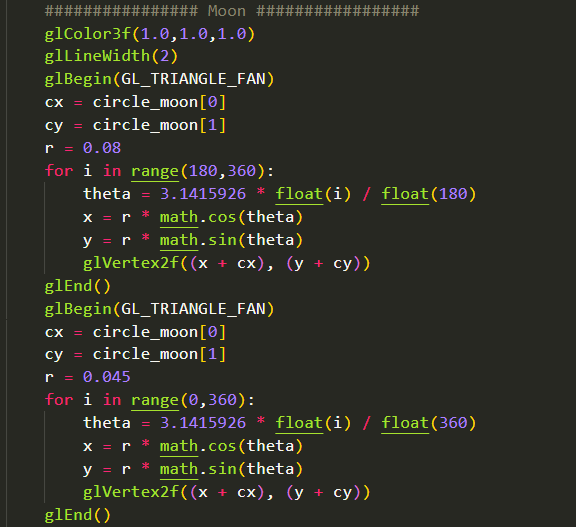 ################ Moon #################
glColor3f(1.0,1.0,1.0)
glLineWidth(2)
glBegin(GL_TRIANGLE_FAN)
cx = circle_moon[0]
cy = circle_moon[1]
r = 0.08
for i in range(180,360):
    theta = 3.1415926 * float(i) / float(180)
    x = r * math.cos(theta)
    y = r * math.sin(theta)
    glVertex2f((x + cx), (y + cy))
glEnd()
glBegin(GL_TRIANGLE_FAN)
cx = circle_moon[0]
cy = circle_moon[1]
r = 0.045
for i in range(0,360):
    theta = 3.1415926 * float(i) / float(360)
    x = r * math.cos(theta)
    y = r * math.sin(theta)
    glVertex2f((x + cx), (y + cy))
glEnd()